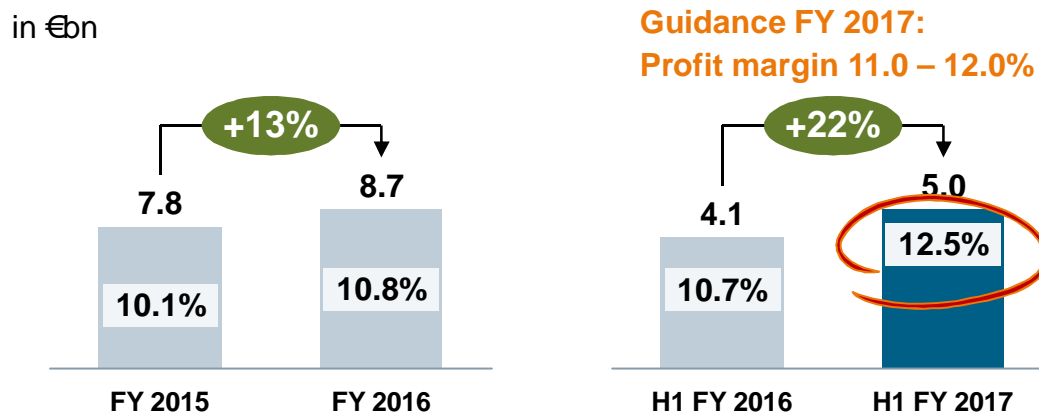 in €bn
Guidance FY 2017:
Profit margin 11.0 – 12.0%
+13%
7.8
8.7
10.1%
10.8%
FY 2015
FY 2016
+22%
4.1
5.0
10.7%
12.5%
H1 FY 2016
H1 FY 2017